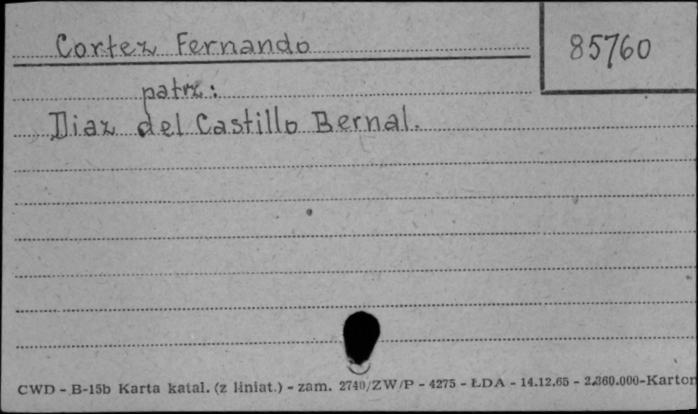 Cortez Fernando
85760
patrz:
Diaz del Castillo Bernal.
CWD - B-15b Karta katal. (z liniat.) - zam. 2740/ZW/P - 4275 - ŁDA - 14.12.65 - 2.360.000-Karton